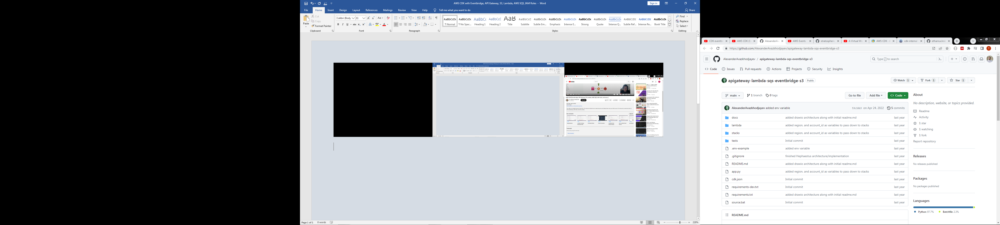 AWS CDK with Eventbridge, API Gateway, S3, Lambda, AWS SQS, IAM Roles - Word
Sign in
File Home Insert Design Layout References Mailings Review View Help Tell me what you want to do
Share
Paste
Cut
Copy
Format Painter
Clipboard
Calibri (Body 11
Font
Paragraph
AaBbCcDc AaBbCcDc AaBbCc AaBbCcD AaB AaBbCcD AaBbCcDc AaBbCcDc AaBbCcDc AaBbCcDc AaBbCcDc AaBbCcDc AABBCCDD AABBCCDC AaBbCcDc
¶ Normal ¶ No Spac... Heading 1 Heading 2 Title Subtitle Subtle Em... Emphasis Intense E... Strong Quote Intense Q... Subtle Ref... Intense Re... Book Title
Styles
Find
Replace
Select
Editing
Page 1 of 1 0 words
220%
CDK eventb AWS CDK (E AlexanderAv AWS Events stratospheric A Virtual Wo AWS CDK - A cdk-internal ethanrucinsk
https://github.com/AlexanderAvazkhodjayev/apigateway-lambda-sqs-eventbridge-s3
AlexanderAvazkhodjayev / apigateway-lambda-sqs-eventbridge-s3
Type / to search
Code Issues Pull requests Actions Projects Security Insights
apigateway-lambda-sqs-eventbridge-s3 Public
Watch 1 Fork 1 Star 1
main 1 branch 0 tags
Go to file Add file Code
AlexanderAvazkhodjayev added env variable 53c16b3 on Apr 24, 2022 5 commits
docs added drawio architecture along with initial readme.md last year
lambda added region, and account_id as variables to pass down to stacks last year
stacks added region, and account_id as variables to pass down to stacks last year
tests Initial commit last year
.env-example added env variable last year
.gitignore finished Hephaestus architecture/implementation last year
README.md added drawio architecture along with initial readme.md last year
app.py added region, and account_id as variables to pass down to stacks last year
cdk.json Initial commit last year
requirements-dev.txt Initial commit last year
requirements.txt added drawio architecture along with initial readme.md last year
source.bat Initial commit last year
README.md
About
No description, website, or topics provided.
Readme
Activity
1 star
1 watching
1 fork
Report repository
Releases
No releases published
Packages
No packages published
Languages
Python 97.7% Batchfile 2.3%